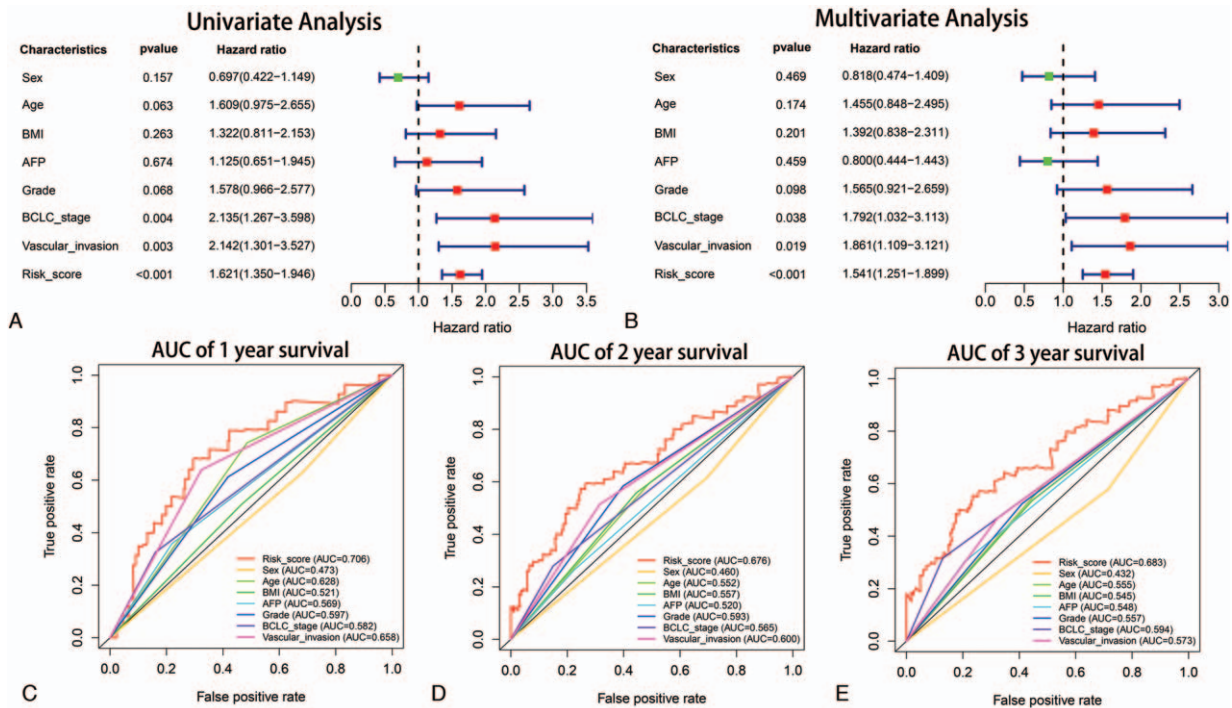 Univariate Analysis
Characteristics pvalue Hazard ratio
Sex 0.157 0.697(0.422−1.149)
Age 0.063 1.609(0.975−2.655)
BMI 0.263 1.322(0.811−2.153)
AFP 0.674 1.125(0.651−1.945)
Grade 0.068 1.578(0.966−2.577)
BCLC_stage 0.004 2.135(1.267−3.598)
Vascular_invasion 0.003 2.142(1.301−3.527)
Risk_score <0.001 1.621(1.350−1.946)
0.0 0.5 1.0 1.5 2.0 2.5 3.0 3.5
Hazard ratio
A
Multivariate Analysis
Characteristics pvalue Hazard ratio
Sex 0.469 0.818(0.474−1.409)
Age 0.174 1.455(0.848−2.495)
BMI 0.201 1.392(0.838−2.311)
AFP 0.459 0.800(0.444−1.443)
Grade 0.098 1.565(0.921−2.659)
BCLC_stage 0.038 1.792(1.032−3.113)
Vascular_invasion 0.019 1.861(1.109−3.121)
Risk_score <0.001 1.541(1.251−1.899)
0.0 0.5 1.0 1.5 2.0 2.5 3.0
Hazard ratio
B
AUC of 1 year survival
True positive rate
1.0
0.8
0.6
0.4
0.2
0.0
Risk_score (AUC=0.706)
Sex (AUC=0.473)
Age (AUC=0.628)
BMI (AUC=0.521)
AFP (AUC=0.569)
Grade (AUC=0.597)
BCLC_stage (AUC=0.582)
Vascular_invasion (AUC=0.658)
0.0 0.2 0.4 0.6 0.8 1.0
False positive rate
C
AUC of 2 year survival
True positive rate
1.0
0.8
0.6
0.4
0.2
0.0
Risk_score (AUC=0.676)
Sex (AUC=0.460)
Age (AUC=0.552)
BMI (AUC=0.557)
AFP (AUC=0.520)
Grade (AUC=0.593)
BCLC_stage (AUC=0.565)
Vascular_invasion (AUC=0.600)
0.0 0.2 0.4 0.6 0.8 1.0
False positive rate
D
AUC of 3 year survival
True positive rate
1.0
0.8
0.6
0.4
0.2
0.0
Risk_score (AUC=0.683)
Sex (AUC=0.432)
Age (AUC=0.555)
BMI (AUC=0.545)
AFP (AUC=0.548)
Grade (AUC=0.557)
BCLC_stage (AUC=0.594)
Vascular_invasion (AUC=0.573)
0.0 0.2 0.4 0.6 0.8 1.0
False positive rate
E